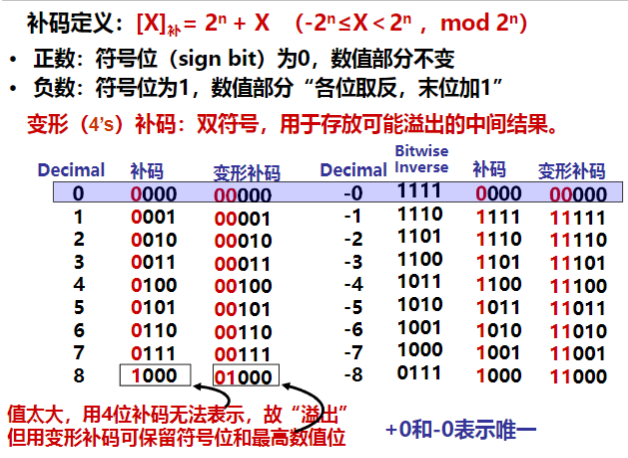 补码定义:[X]补= 2ⁿ + X (-2ⁿ≤X < 2ⁿ ,mod 2ⁿ)
• 正数:符号位(sign bit)为0,数值部分不变
• 负数:符号位为1,数值部分“各位取反,末位加1”
变形(4’s)补码:双符号,用于存放可能溢出的中间结果。
Decimal 补码 变形补码 Decimal Bitwise Inverse 补码 变形补码
0 0000 00000 -0 1111 0000 00000
1 0001 00001 -1 1110 1111 11111
2 0010 00010 -2 1101 1110 11110
3 0011 00011 -3 1100 1101 11101
4 0100 00100 -4 1011 1100 11100
5 0101 00101 -5 1010 1011 11011
6 0110 00110 -6 1001 1010 11010
7 0111 00111 -7 1000 1001 11001
8 1000 01000 -8 0111 1000 11000
值太大,用4位补码无法表示,故“溢出”
但用变形补码可保留符号位和最高数值位
+0和-0表示唯一